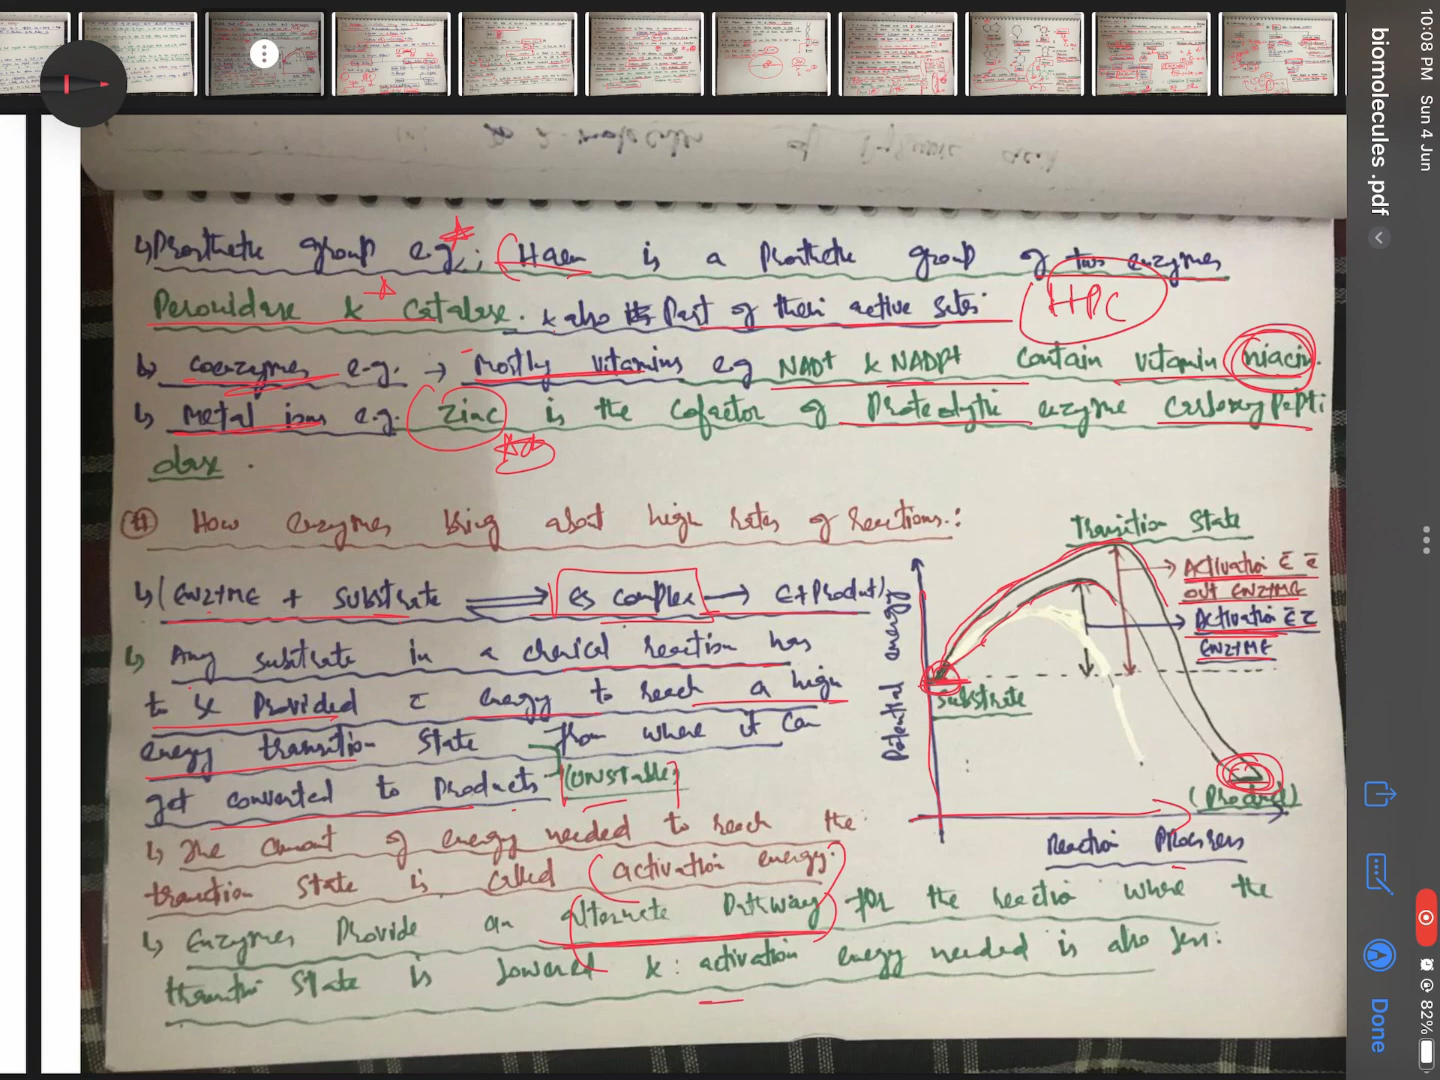 10:08 PM Sun 4 Jun
biomolecules .pdf
82%
Done
↳ Prosthetic group e.g.; Haem is a Prosthetic group of two enzymes
Peroxidase & Catalase. & also Part of their active sites.
HPC
↳ coenzymes e.g. → Mostly vitamins e.g NAD+ & NADP+ contain vitamin niacin.
↳ Metal ions e.g. Zinc is the cofactor of Proteolytic enzyme CarboxyPepti
dase.
# How enzymes bring about high rates of reactions.:
↳ (ENZYME + substrate ⇌ ES complex → E+Product)
↳ Any substrate in a chemical reaction has
to be Provided c̄ energy to reach a high
energy transition state from where it can
get converted to Products
(UNSTABLE)
↳ The amount of energy needed to reach the
transition state is called activation energy.
↳ Enzymes Provide an alternate Pathway for the reaction where the
transition state is lowered & : activation energy needed is also less.
Transition State
Activation E c̄
out ENZYME
Activation E c̄
ENZYME
Potential energy
Substrate
(Product)
Reaction Progress